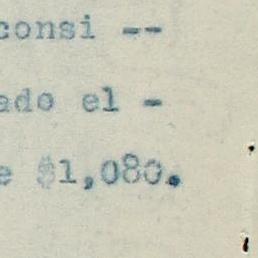 consi --
ado el -
e $1,080.